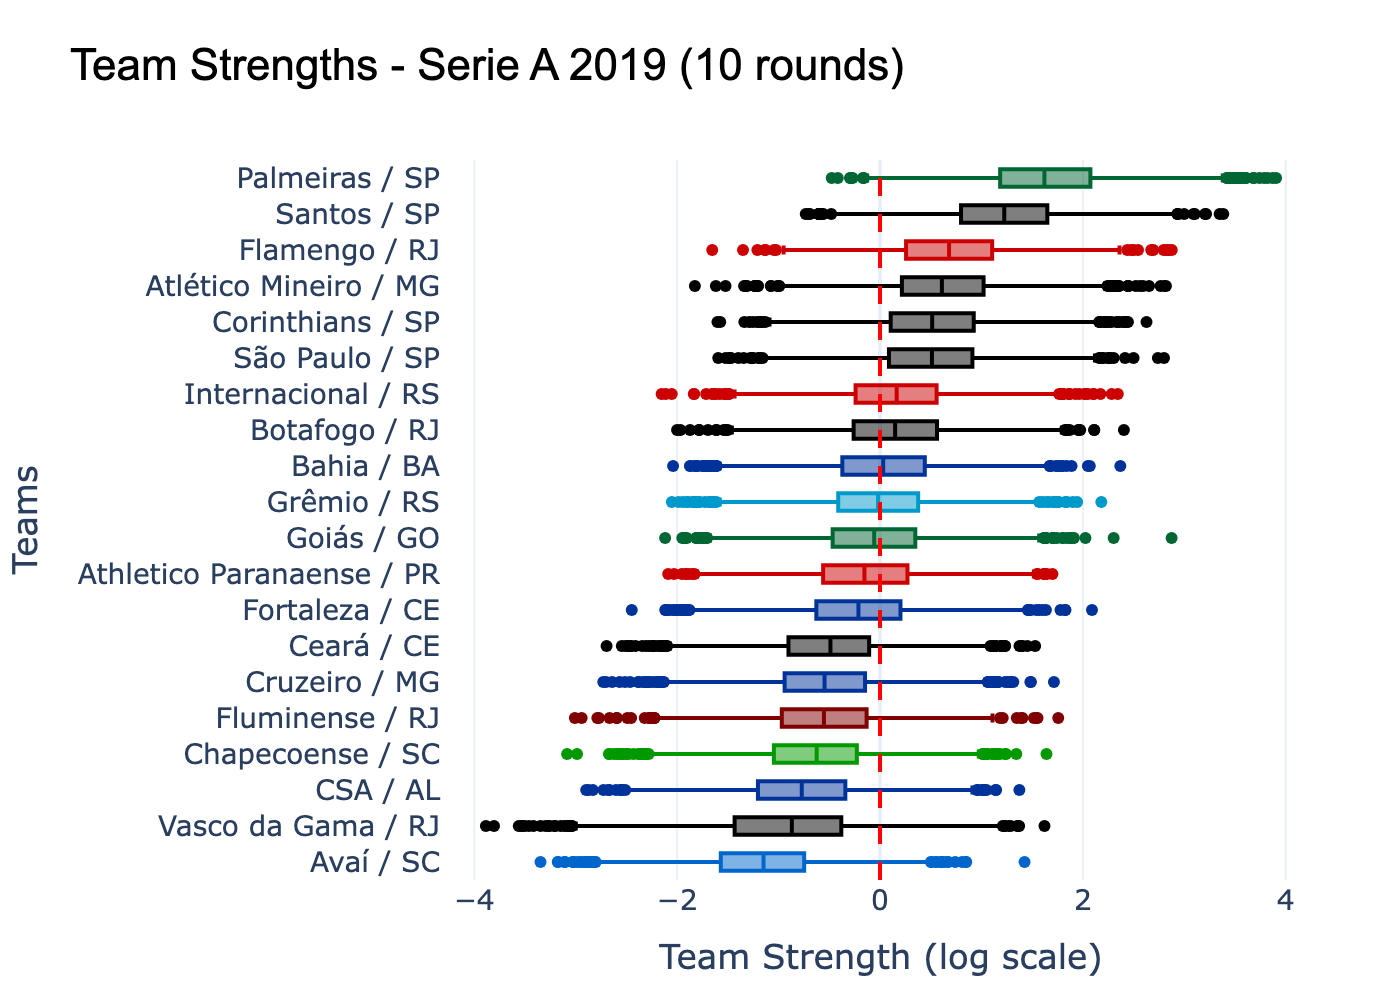 Team Strengths - Serie A 2019 (10 rounds)
Palmeiras / SP
Santos / SP
Flamengo / RJ
Atlético Mineiro / MG
Corinthians / SP
São Paulo / SP
Internacional / RS
Botafogo / RJ
Bahia / BA
Grêmio / RS
Goiás / GO
Athletico Paranaense / PR
Fortaleza / CE
Ceará / CE
Cruzeiro / MG
Fluminense / RJ
Chapecoense / SC
CSA / AL
Vasco da Gama / RJ
Avaí / SC
Teams
−4 −2 0 2 4
Team Strength (log scale)